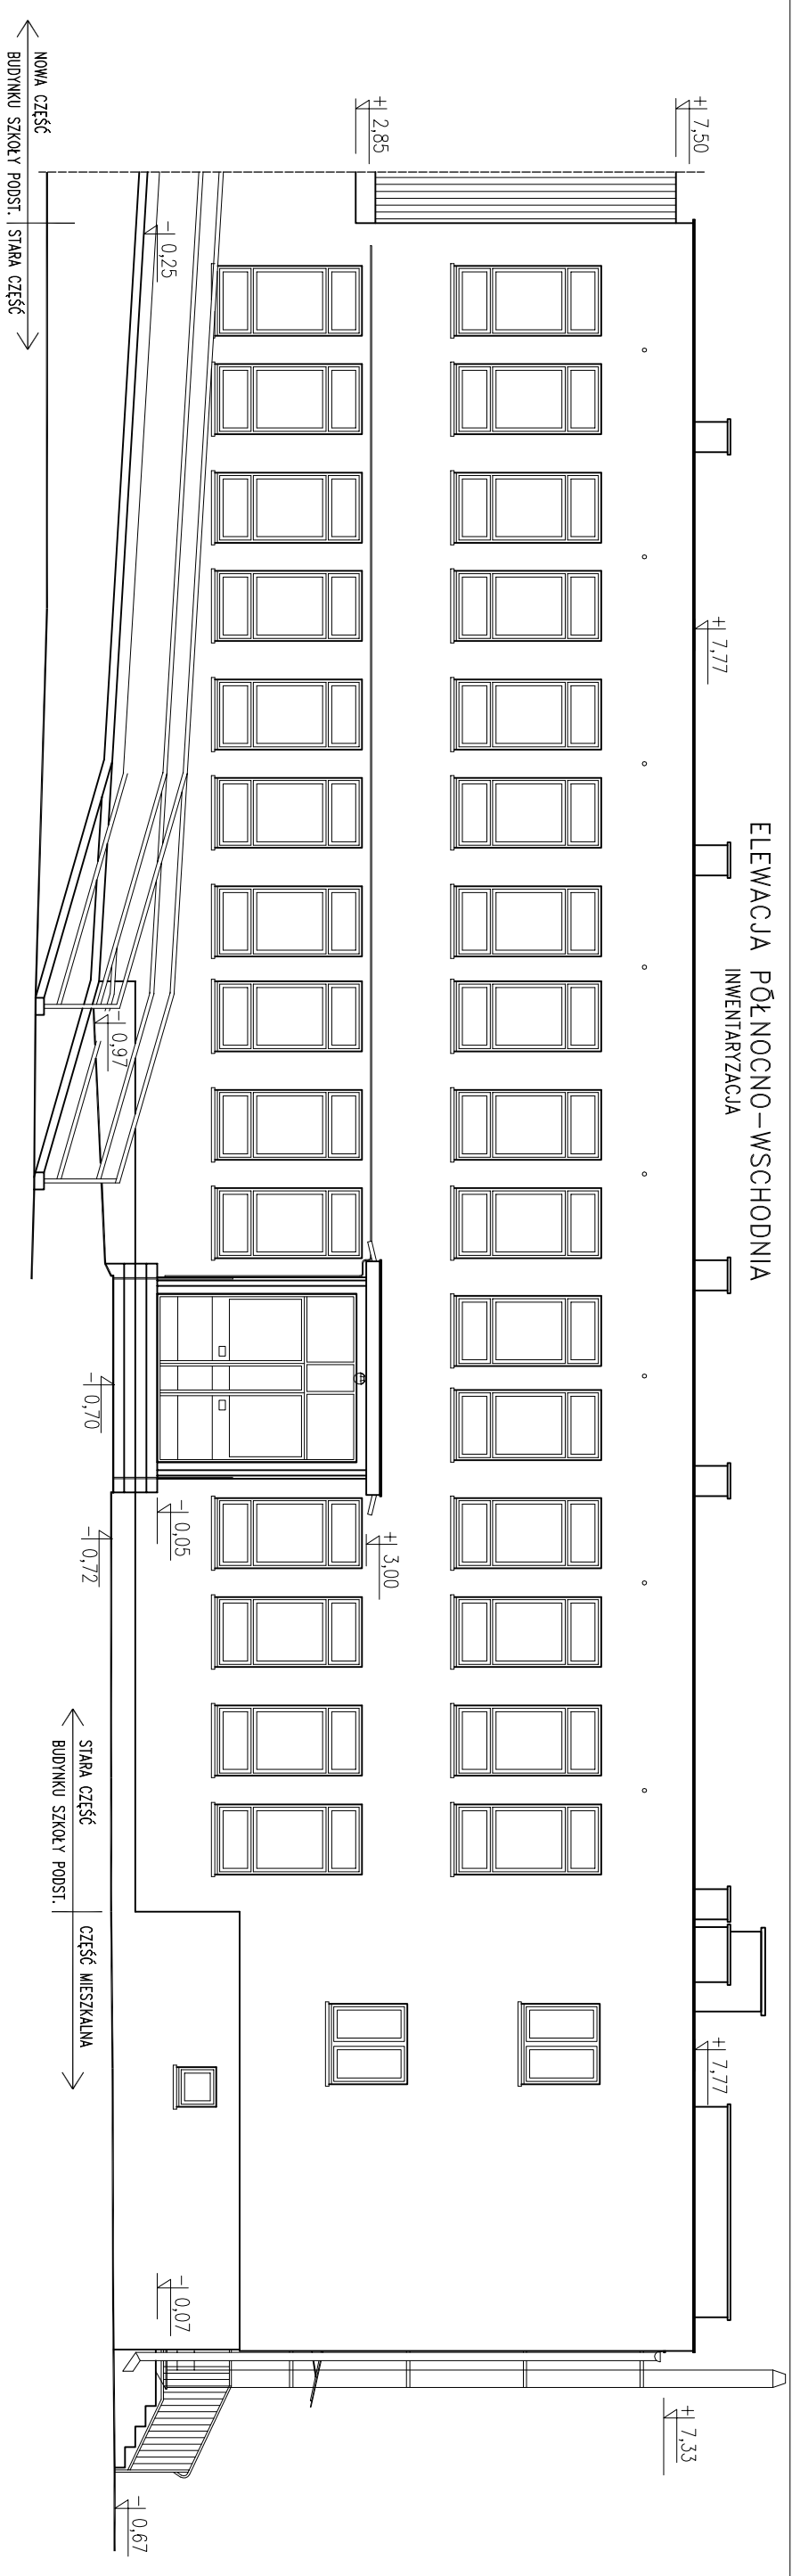 ELEWACJA PÓŁNOCNO-WSCHODNIA
INWENTARYZACJA
+ 7,50
+ 7,77
+ 7,77
+ 7,33
+ 2,85
+ 3,00
- 0,25
- 0,97
- 0,70
- 0,05
- 0,72
- 0,07
- 0,67
NOWA CZĘŚĆ
BUDYNKU SZKOŁY PODST.
STARA CZĘŚĆ
STARA CZĘŚĆ
BUDYNKU SZKOŁY PODST.
CZĘŚĆ MIESZKALNA